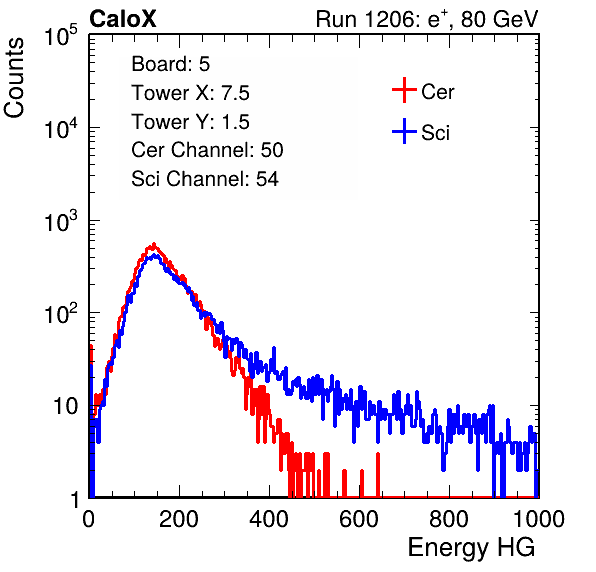 CaloX Run 1206: e⁺, 80 GeV
Counts
10⁵
10⁴
10³
10²
10
1
Board: 5
Tower X: 7.5
Tower Y: 1.5
Cer Channel: 50
Sci Channel: 54
Cer
Sci
0 200 400 600 800 1000
Energy HG